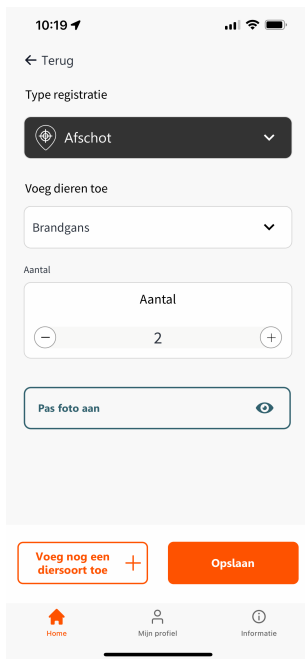 10:19
Terug
Type registratie
Afschot
Voeg dieren toe
Brandgans
Aantal
Aantal
2
Pas foto aan
Voeg nog een
diersoort toe
Opslaan
Home
Mijn profiel
Informatie